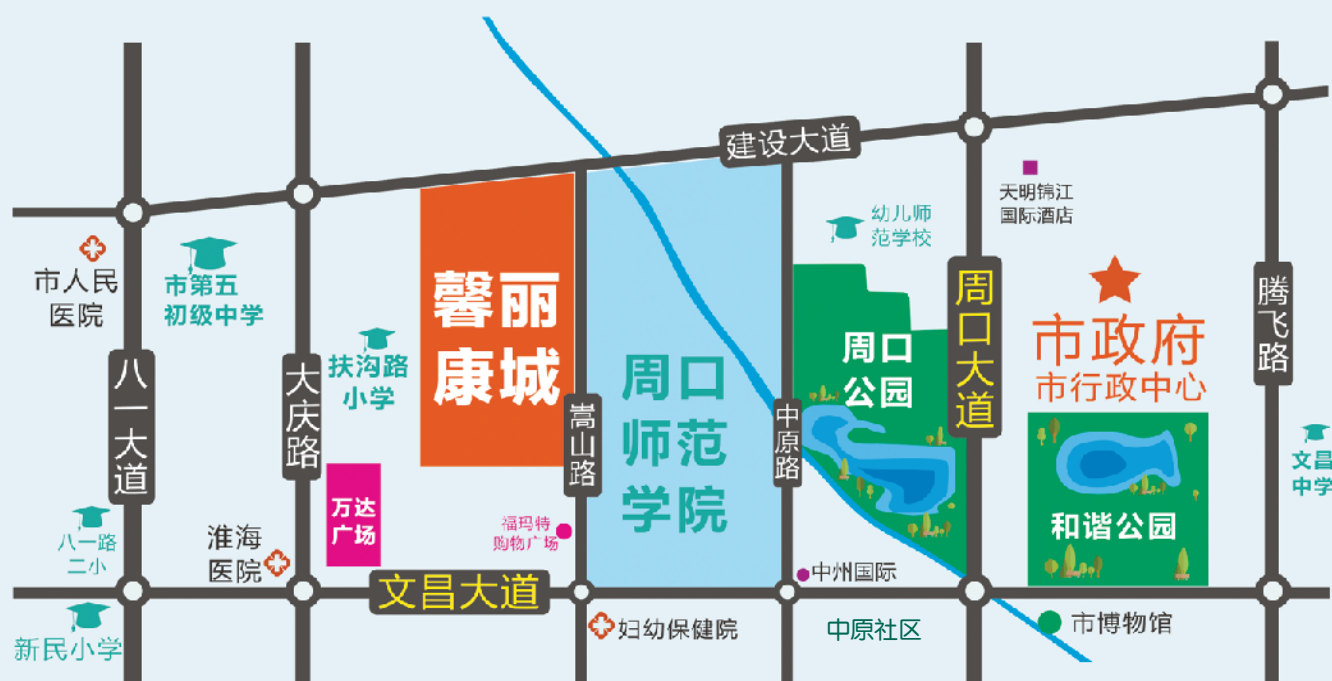 建设大道
天明锦江
国际酒店
幼儿师
范学校
市人民
医院
市第五
初级中学
馨丽
康城
周口
师范
学院
周口
公园
周口大道
市政府
市行政中心
腾飞路
八一大道
大庆路
扶沟路
小学
嵩山路
中原路
文昌
中学
万达
广场
福玛特
购物广场
和谐公园
八一路
二小
淮海
医院
文昌大道
中州国际
新民小学
妇幼保健院
中原社区
市博物馆